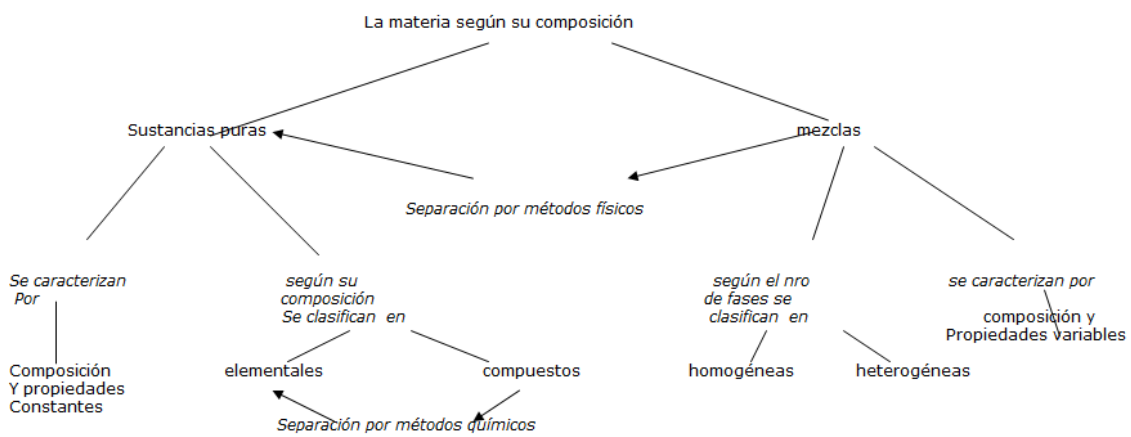 La materia según su composición
Sustancias puras
mezclas
Separación por métodos físicos
Se caracterizan
Por
según su
composición
Se clasifican en
según el nro
de fases se
clasifican en
se caracterizan por
composición y
Propiedades variables
Composición
Y propiedades
Constantes
elementales
compuestos
homogéneas
heterogéneas
Separación por métodos químicos